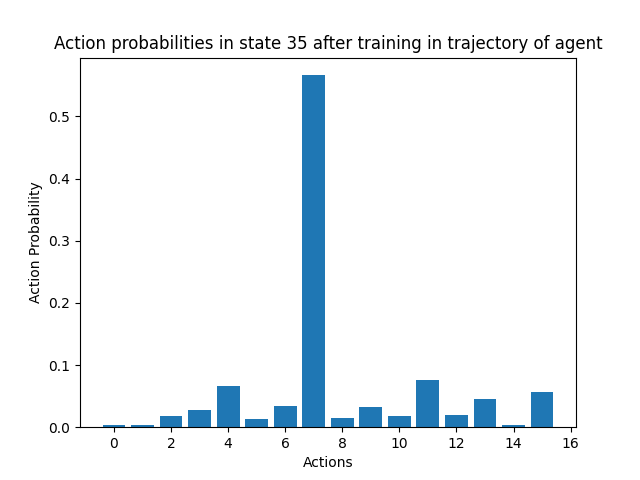 Action probabilities in state 35 after training in trajectory of agent
0.5
0.4
0.3
0.2
0.1
0.0
Action Probability
0 2 4 6 8 10 12 14 16
Actions